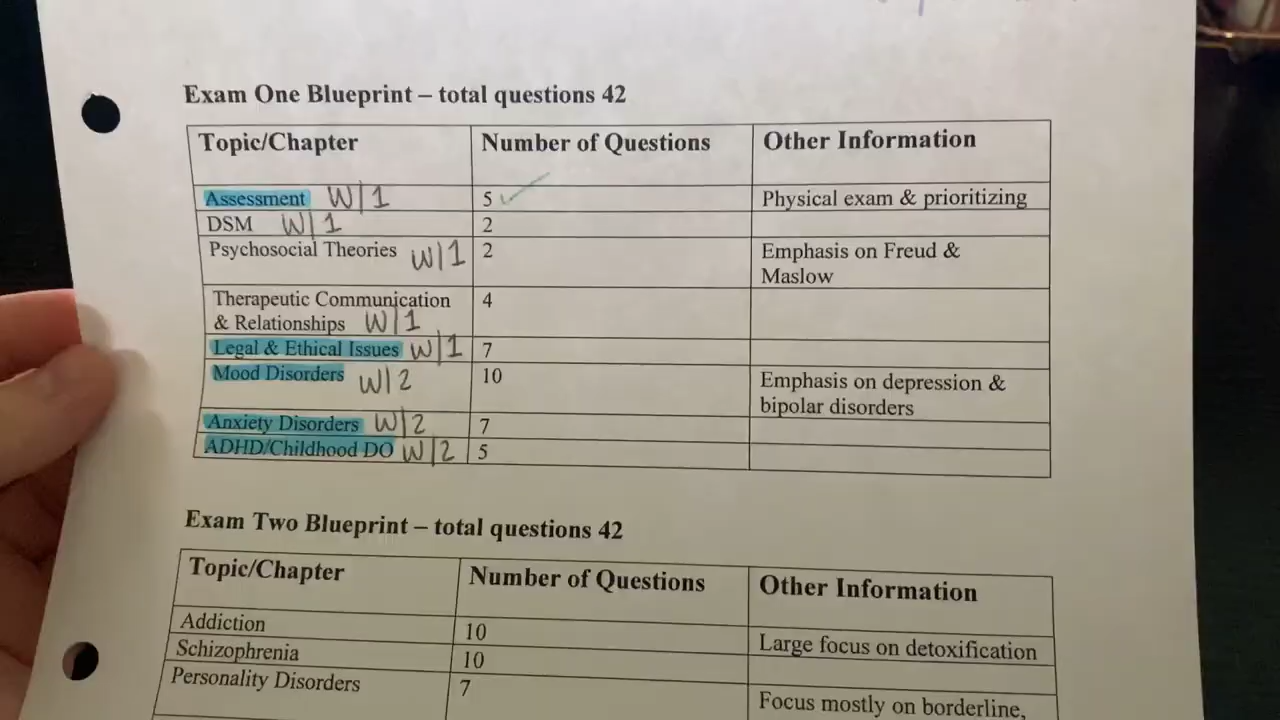 Exam One Blueprint – total questions 42
Topic/Chapter Number of Questions Other Information
Assessment W/1 5 ✓ Physical exam & prioritizing
DSM W/1 2
Psychosocial Theories W/1 2 Emphasis on Freud &
Maslow
Therapeutic Communication 4
& Relationships W/1
Legal & Ethical Issues W/1 7
Mood Disorders W/2 10 Emphasis on depression &
bipolar disorders
Anxiety Disorders W/2 7
ADHD/Childhood DO W/2 5
Exam Two Blueprint – total questions 42
Topic/Chapter Number of Questions Other Information
Addiction 10 Large focus on detoxification
Schizophrenia 10
Personality Disorders 7 Focus mostly on borderline,